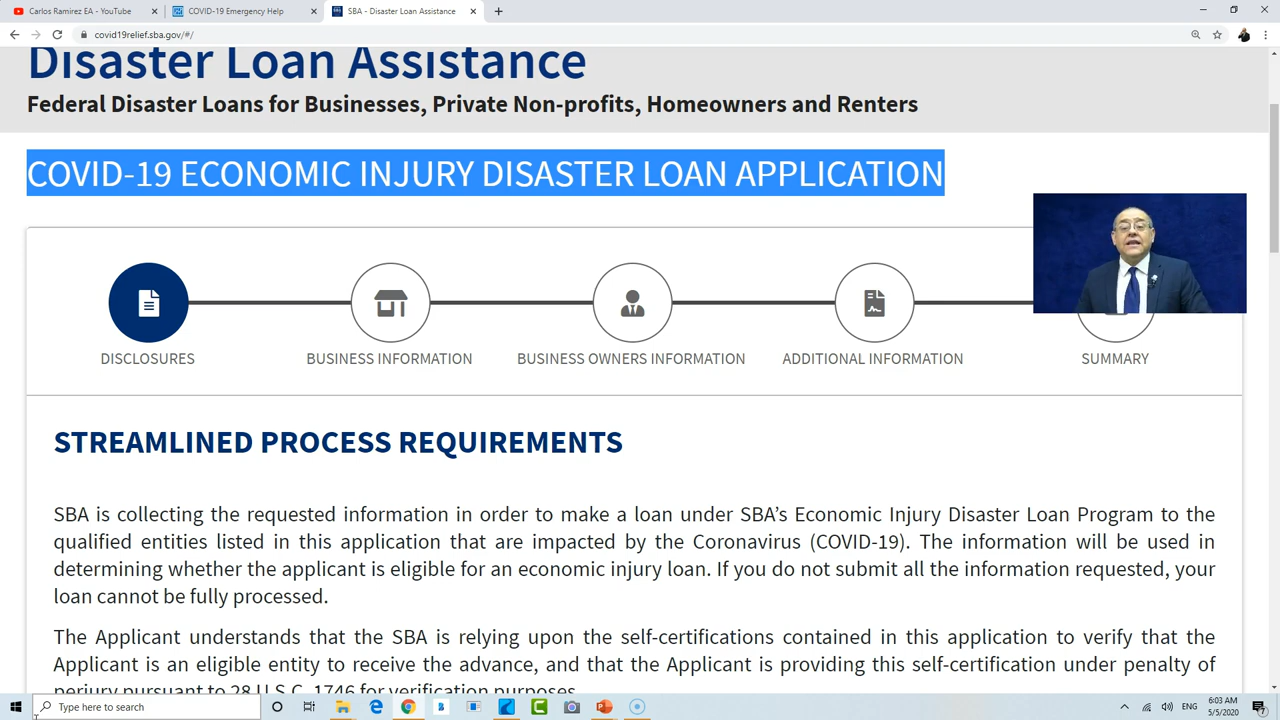 Carlos Ramirez EA - YouTube
COVID-19 Emergency Help
SBA - Disaster Loan Assistance
covid19relief.sba.gov/#/
Disaster Loan Assistance
Federal Disaster Loans for Businesses, Private Non-profits, Homeowners and Renters
COVID-19 ECONOMIC INJURY DISASTER LOAN APPLICATION
DISCLOSURES
BUSINESS INFORMATION
BUSINESS OWNERS INFORMATION
ADDITIONAL INFORMATION
SUMMARY
STREAMLINED PROCESS REQUIREMENTS
SBA is collecting the requested information in order to make a loan under SBA’s Economic Injury Disaster Loan Program to the
qualified entities listed in this application that are impacted by the Coronavirus (COVID-19). The information will be used in
determining whether the applicant is eligible for an economic injury loan. If you do not submit all the information requested, your
loan cannot be fully processed.
The Applicant understands that the SBA is relying upon the self-certifications contained in this application to verify that the
Applicant is an eligible entity to receive the advance, and that the Applicant is providing this self-certification under penalty of
perjury pursuant to 28 U.S.C. 1746 for verification purposes.
Type here to search
ENG
6:03 AM
5/5/2020